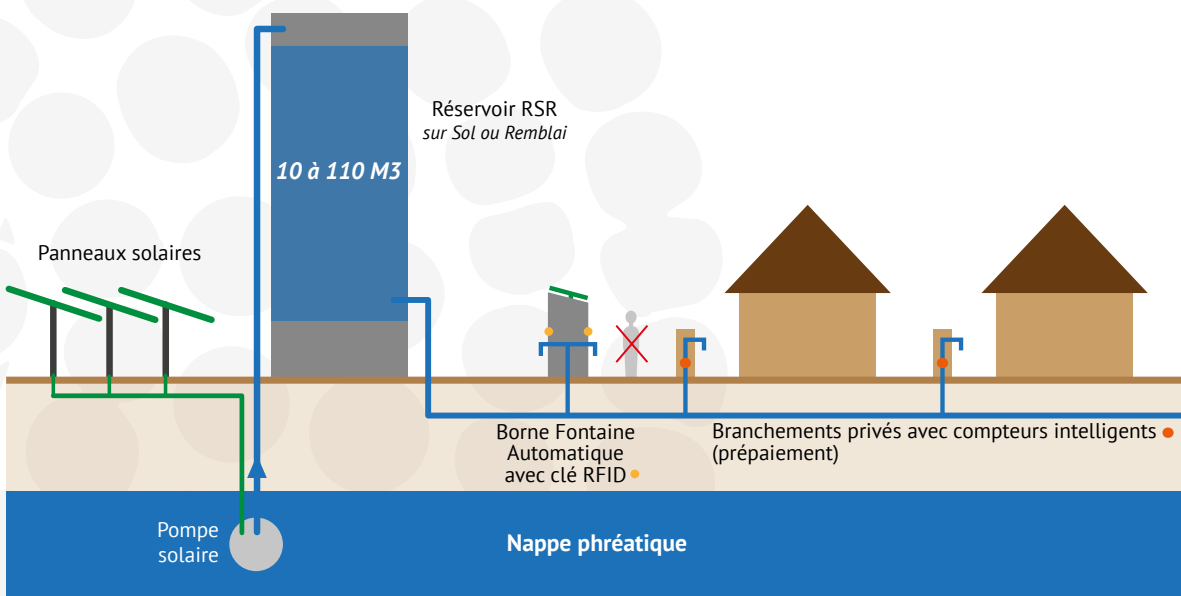 Réservoir RSR
sur Sol ou Remblai
10 à 110 M3
Panneaux solaires
Borne Fontaine
Automatique
avec clé RFID
Branchements privés avec compteurs intelligents
(prépaiement)
Pompe
solaire
Nappe phréatique